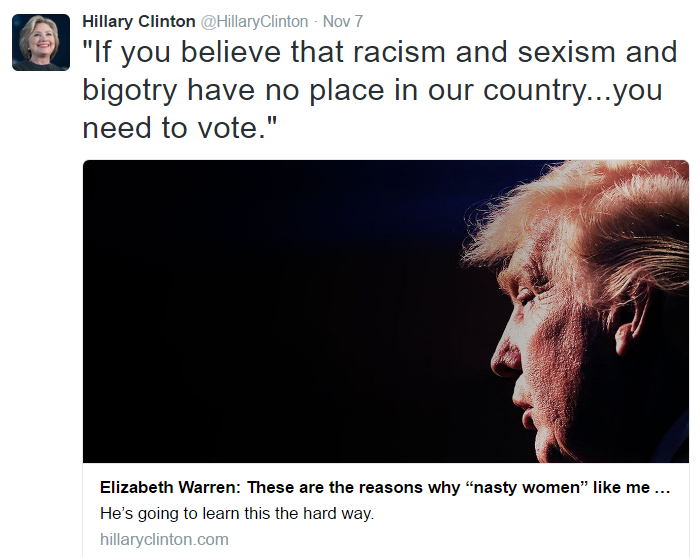 Hillary Clinton @HillaryClinton · Nov 7
"If you believe that racism and sexism and
bigotry have no place in our country...you
need to vote."
Elizabeth Warren: These are the reasons why “nasty women” like me ...
He's going to learn this the hard way.
hillaryclinton.com